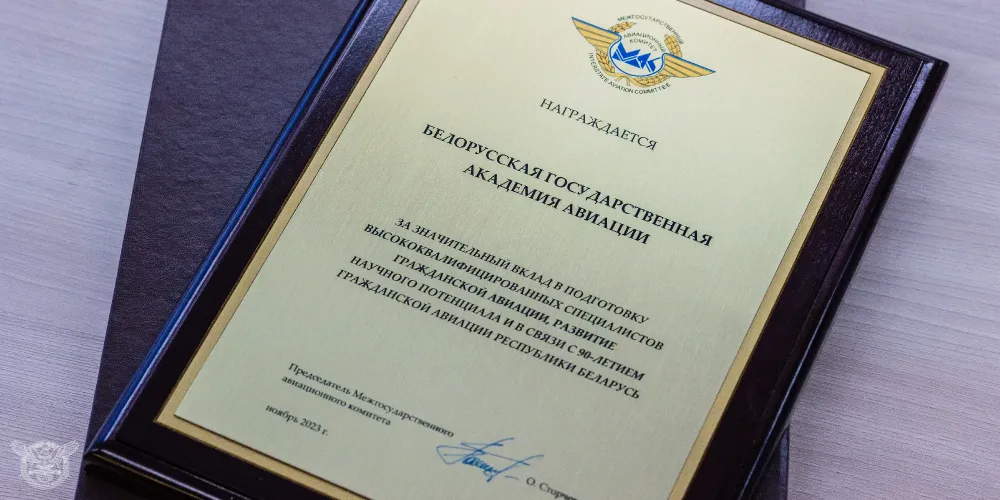 МЕЖГОСУДАРСТВЕННЫЙ
АВИАЦИОННЫЙ
КОМИТЕТ
INTERSTATE AVIATION COMMITTEE
НАГРАЖДАЕТСЯ
БЕЛОРУССКАЯ ГОСУДАРСТВЕННАЯ
АКАДЕМИЯ АВИАЦИИ
ЗА ЗНАЧИТЕЛЬНЫЙ ВКЛАД В ПОДГОТОВКУ
ВЫСОКОКВАЛИФИЦИРОВАННЫХ СПЕЦИАЛИСТОВ
ГРАЖДАНСКОЙ АВИАЦИИ, РАЗВИТИЕ
НАУЧНОГО ПОТЕНЦИАЛА И В СВЯЗИ С 90-ЛЕТИЕМ
ГРАЖДАНСКОЙ АВИАЦИИ РЕСПУБЛИКИ БЕЛАРУСЬ
Председатель Межгосударственного
авиационного комитета
ноябрь 2023 г.
О.